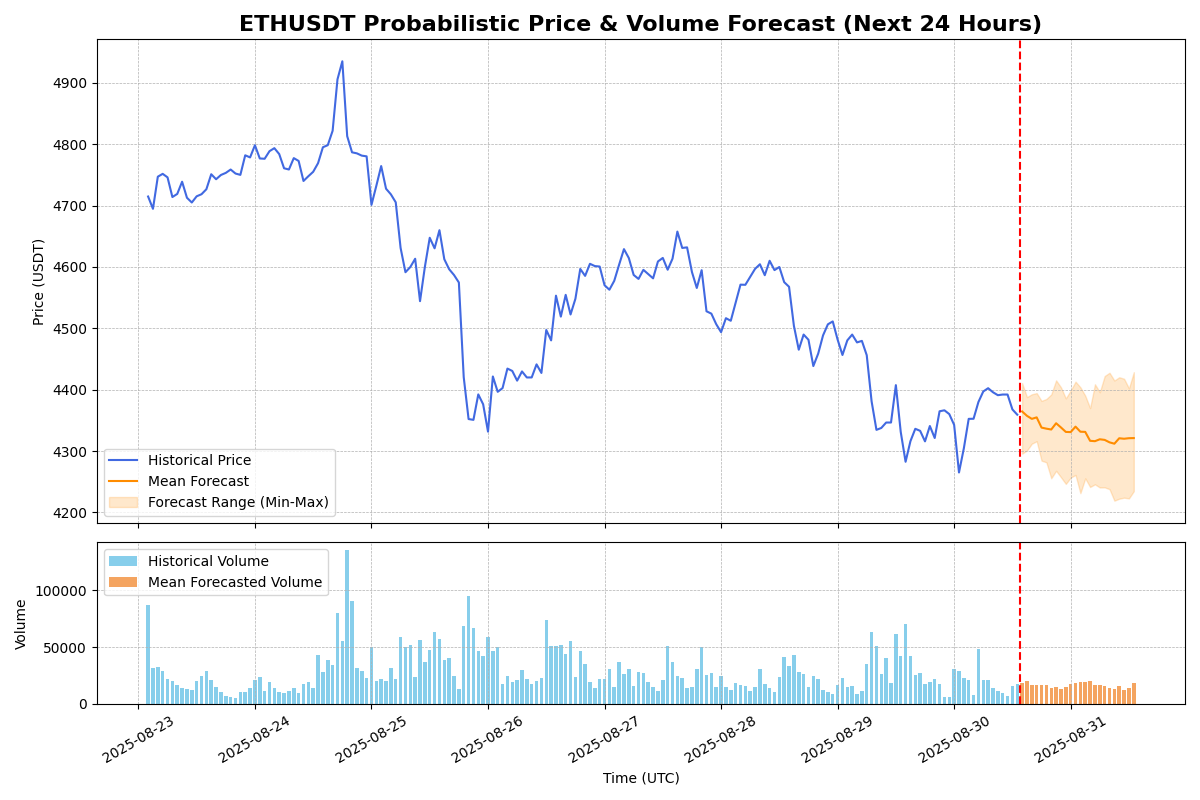 ETHUSDT Probabilistic Price & Volume Forecast (Next 24 Hours)
Price (USDT)
4900
4800
4700
4600
4500
4400
4300
4200
Historical Price
Mean Forecast
Forecast Range (Min-Max)
Volume
100000
50000
0
Historical Volume
Mean Forecasted Volume
2025-08-23 2025-08-24 2025-08-25 2025-08-26 2025-08-27 2025-08-28 2025-08-29 2025-08-30 2025-08-31
Time (UTC)